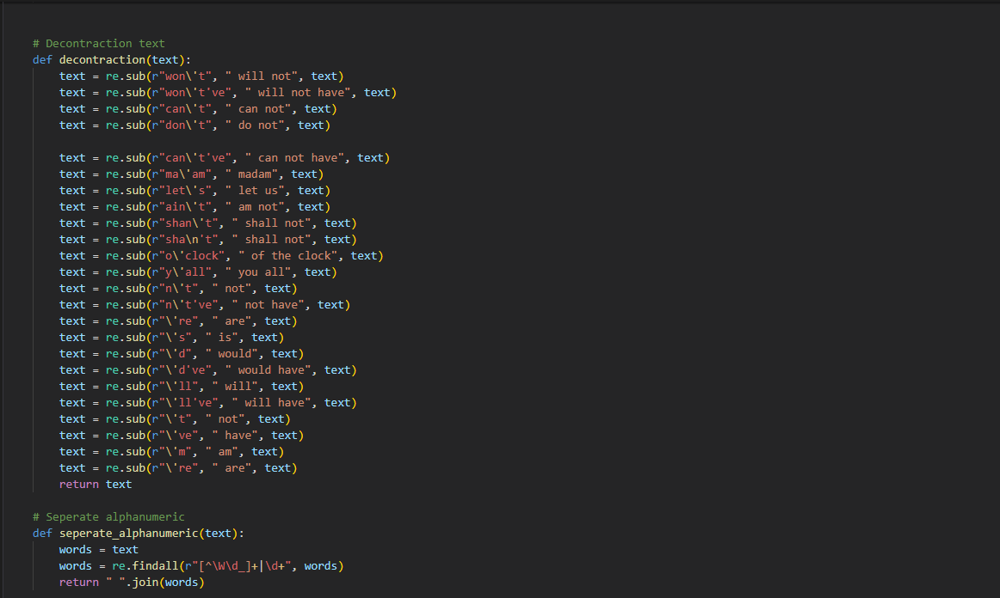 # Decontraction text
def decontraction(text):
    text = re.sub(r"won\'t", " will not", text)
    text = re.sub(r"won\'t've", " will not have", text)
    text = re.sub(r"can\'t", " can not", text)
    text = re.sub(r"don\'t", " do not", text)

    text = re.sub(r"can\'t've", " can not have", text)
    text = re.sub(r"ma\'am", " madam", text)
    text = re.sub(r"let\'s", " let us", text)
    text = re.sub(r"ain\'t", " am not", text)
    text = re.sub(r"shan\'t", " shall not", text)
    text = re.sub(r"sha\n't", " shall not", text)
    text = re.sub(r"o\'clock", " of the clock", text)
    text = re.sub(r"y\'all", " you all", text)
    text = re.sub(r"n\'t", " not", text)
    text = re.sub(r"n\'t've", " not have", text)
    text = re.sub(r"\'re", " are", text)
    text = re.sub(r"\'s", " is", text)
    text = re.sub(r"\'d", " would", text)
    text = re.sub(r"\'d've", " would have", text)
    text = re.sub(r"\'ll", " will", text)
    text = re.sub(r"\'ll've", " will have", text)
    text = re.sub(r"\'t", " not", text)
    text = re.sub(r"\'ve", " have", text)
    text = re.sub(r"\'m", " am", text)
    text = re.sub(r"\'re", " are", text)
    return text

# Seperate alphanumeric
def seperate_alphanumeric(text):
    words = text
    words = re.findall(r"[^\W\d_]+|\d+", words)
    return " ".join(words)